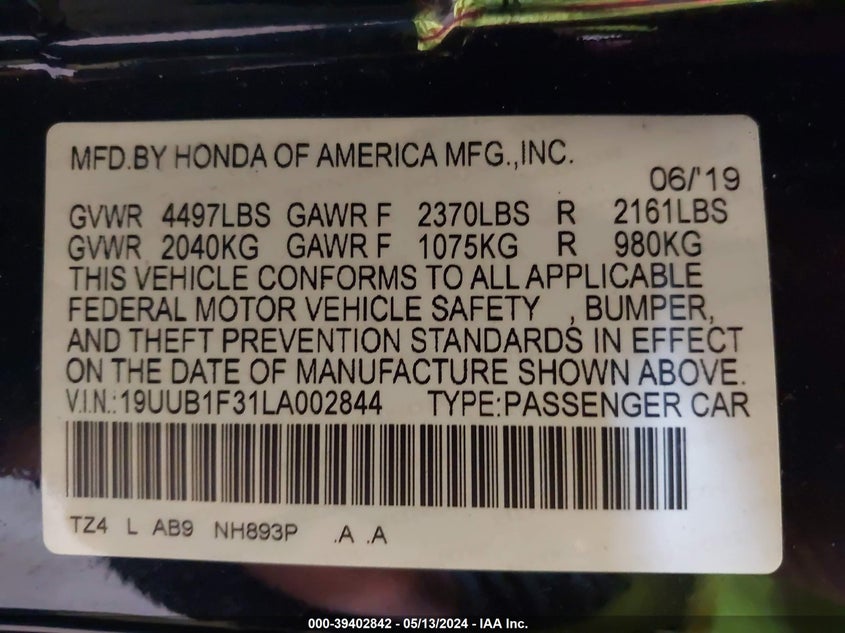 MFD.BY HONDA OF AMERICA MFG.,INC.
06/'19
GVWR 4497LBS GAWR F 2370LBS R 2161LBS
GVWR 2040KG GAWR F 1075KG R 980KG
THIS VEHICLE CONFORMS TO ALL APPLICABLE
FEDERAL MOTOR VEHICLE SAFETY , BUMPER,
AND THEFT PREVENTION STANDARDS IN EFFECT
ON THE DATE OF MANUFACTURE SHOWN ABOVE.
V.I.N.:19UUB1F31LA002844 TYPE:PASSENGER CAR
TZ4 L AB9 NH893P .A .A
000-39402842 - 05/13/2024 - IAA Inc.